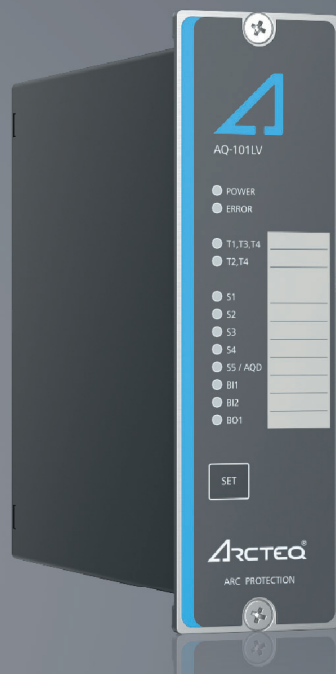 AQ-101LV
POWER
ERROR
T1,T3,T4
T2,T4
S1
S2
S3
S4
S5 / AQD
BI1
BI2
BO1
SET
ARCTEQ®
ARC PROTECTION